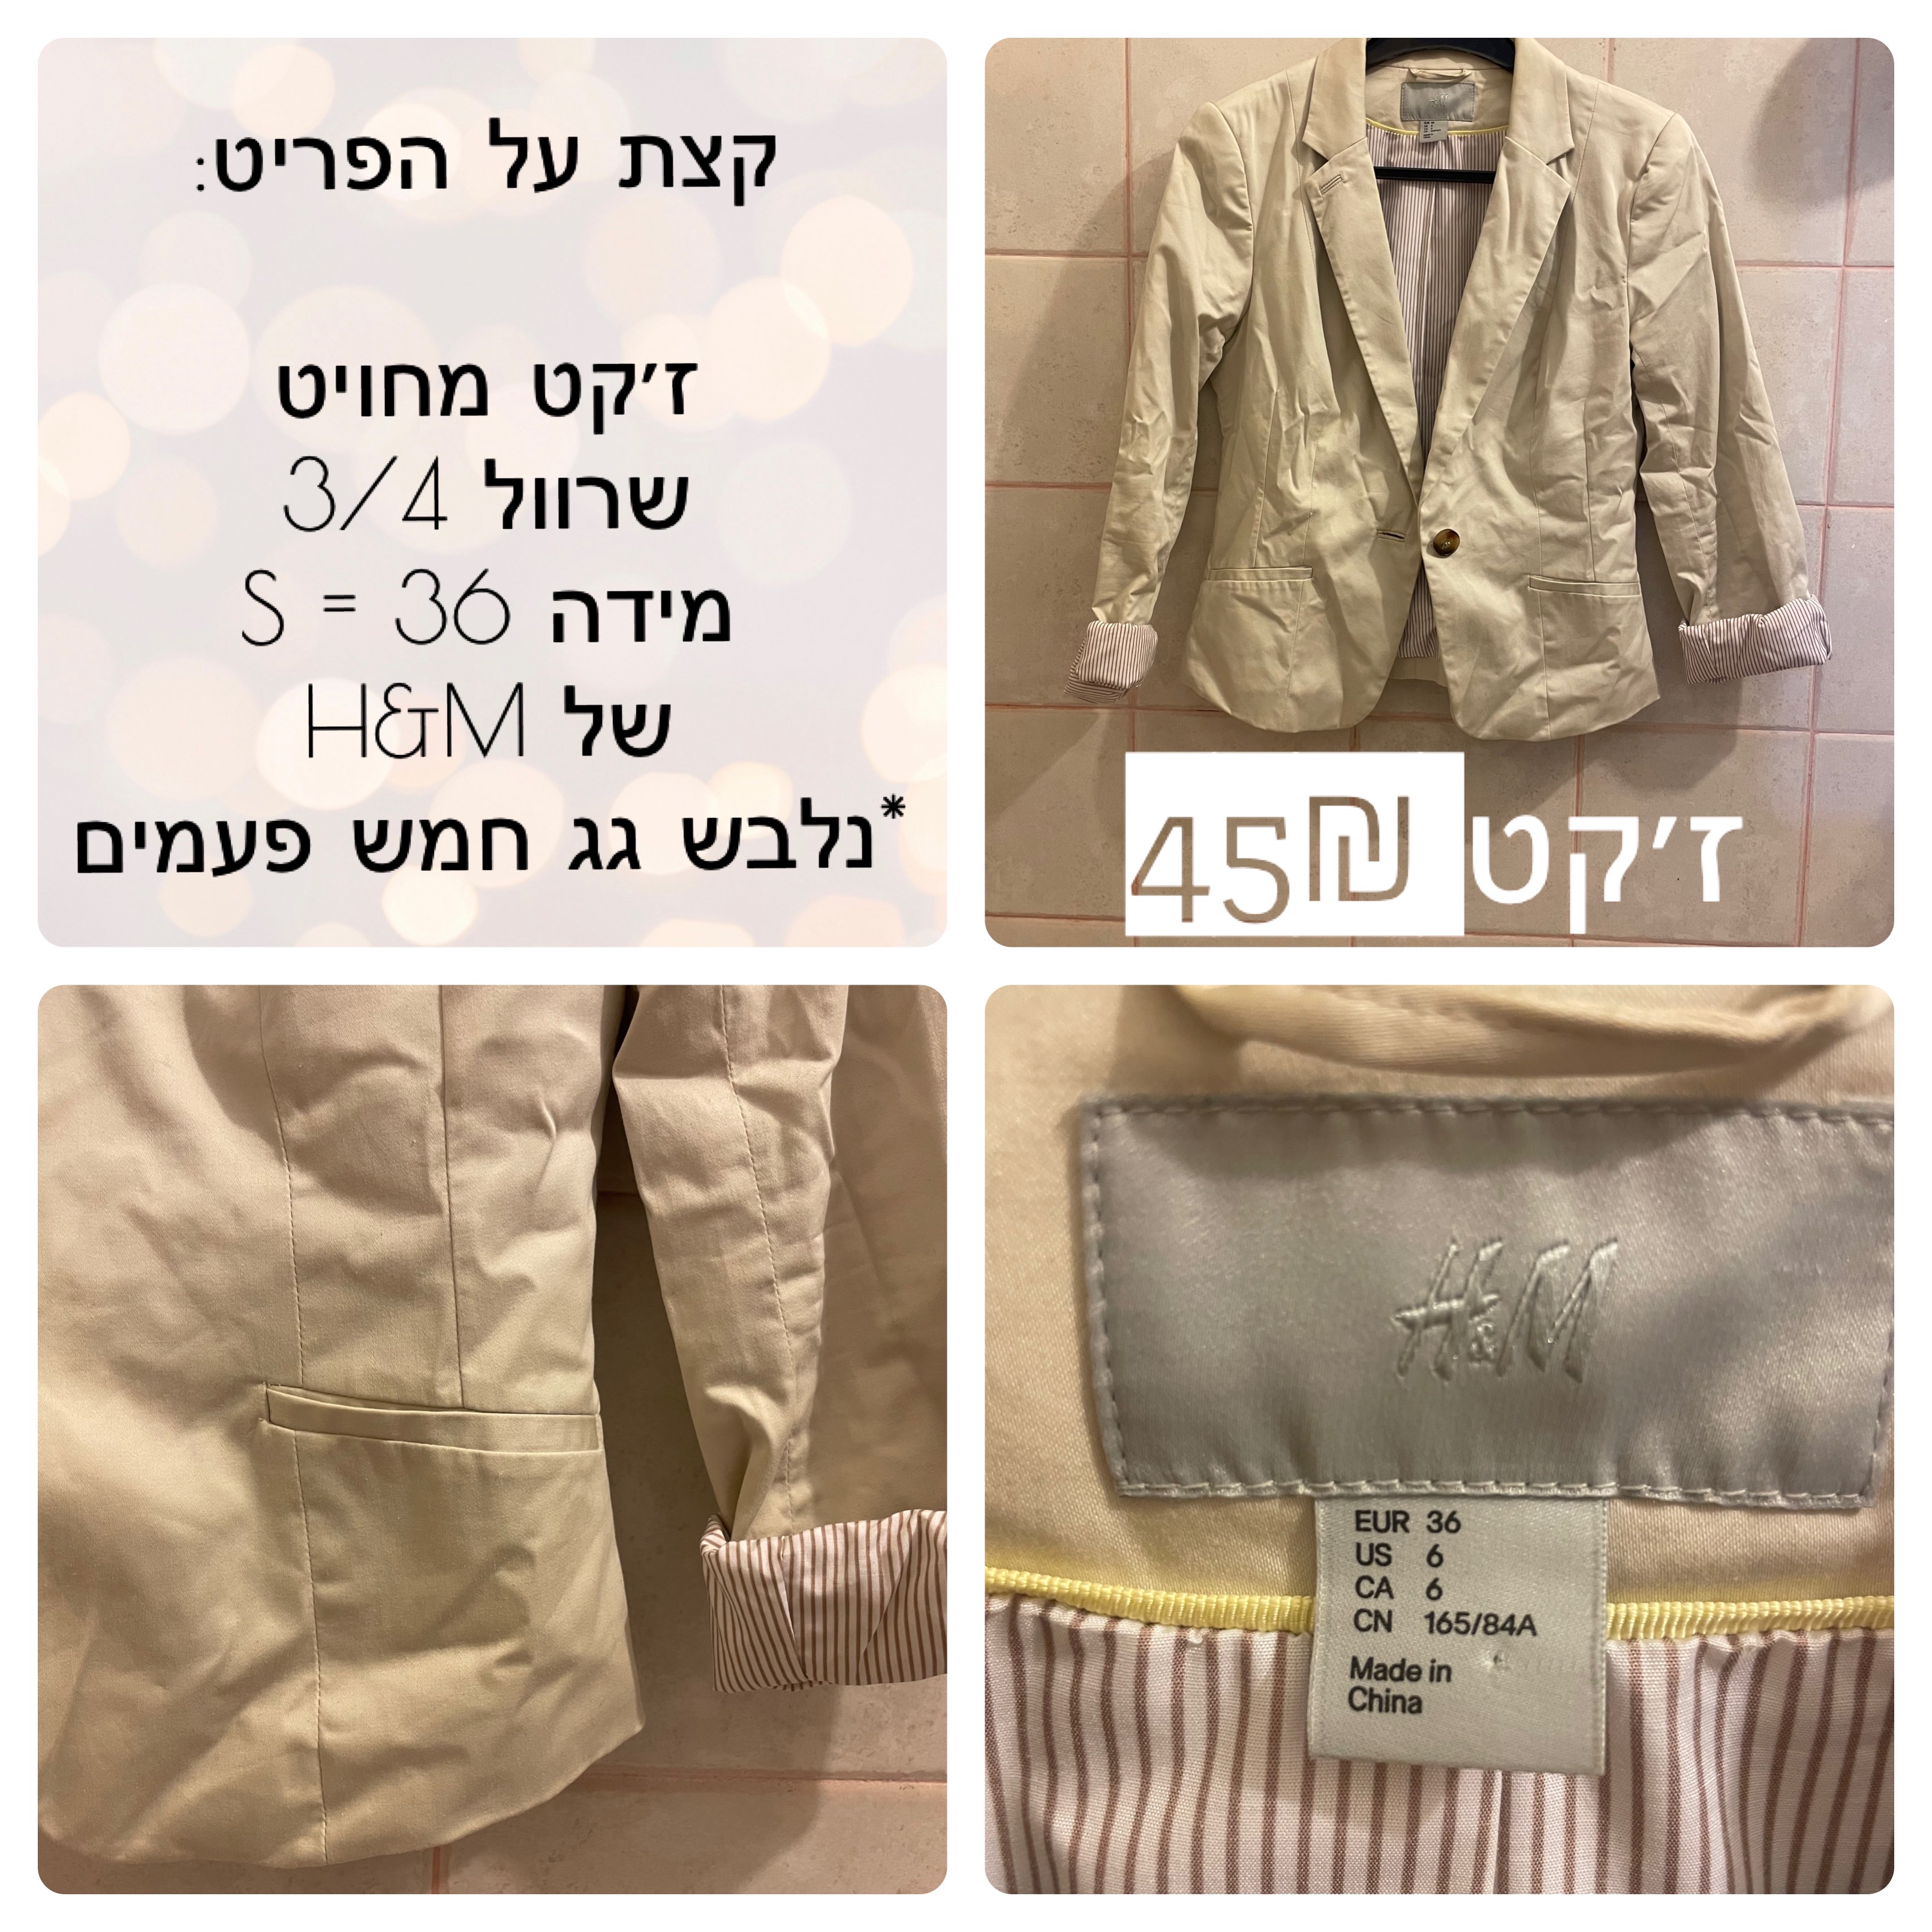 קצת על הפריט:
ז'קט מחויט
שרוול 3/4
מידה 36 = S
של H&M
*נלבש גג חמש פעמים
ז'קט ₪45
H&M
EUR 36
US 6
CA 6
CN 165/84A
Made in
China